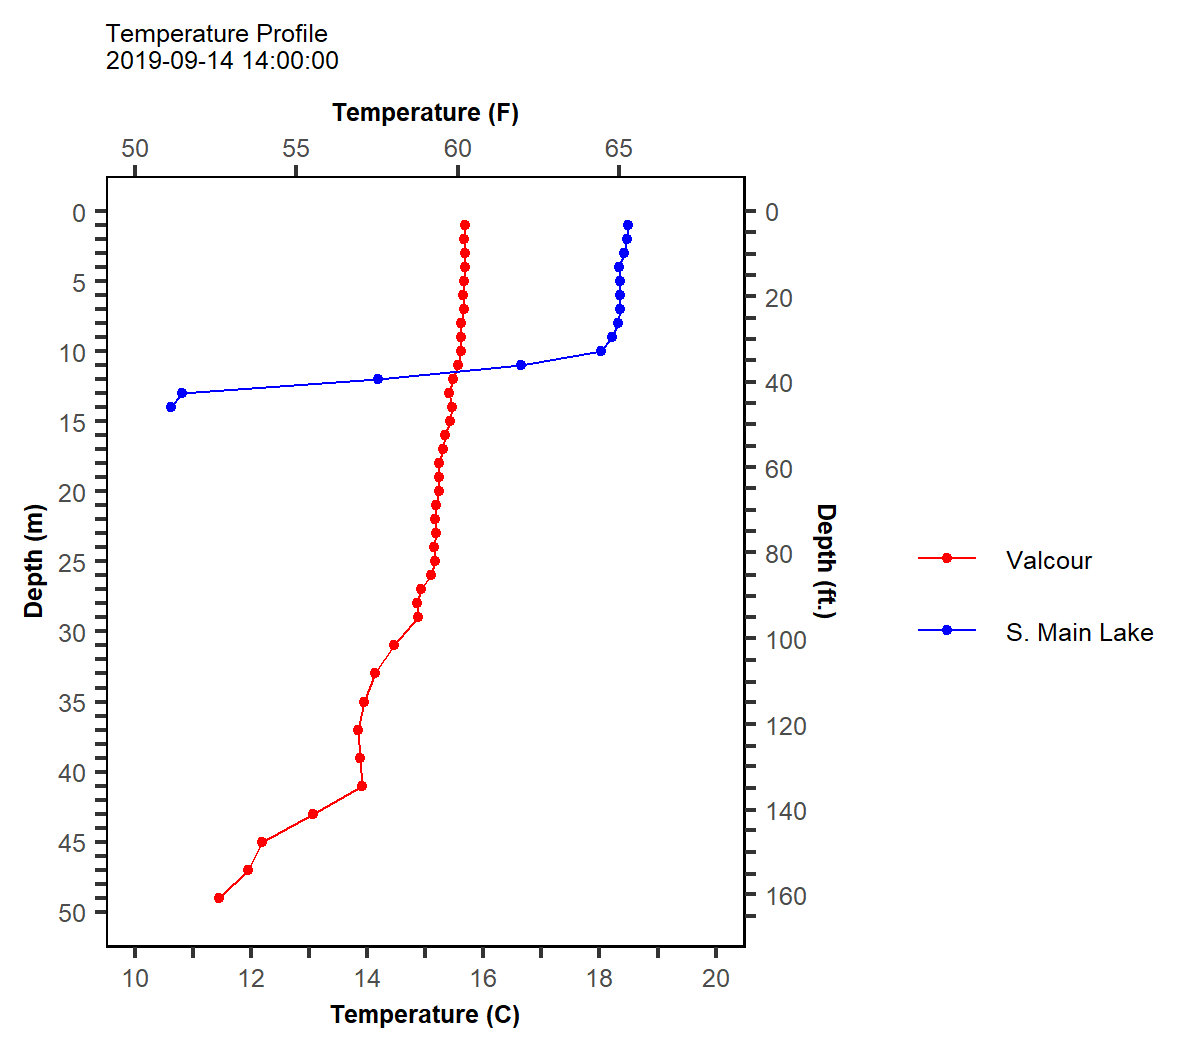 Temperature Profile
2019-09-14 14:00:00
Temperature (F)
50 55 60 65
0
5
10
15
20
25
30
35
40
45
50
Depth (m)
0
20
40
60
80
100
120
140
160
Depth (ft.)
Valcour
S. Main Lake
10 12 14 16 18 20
Temperature (C)